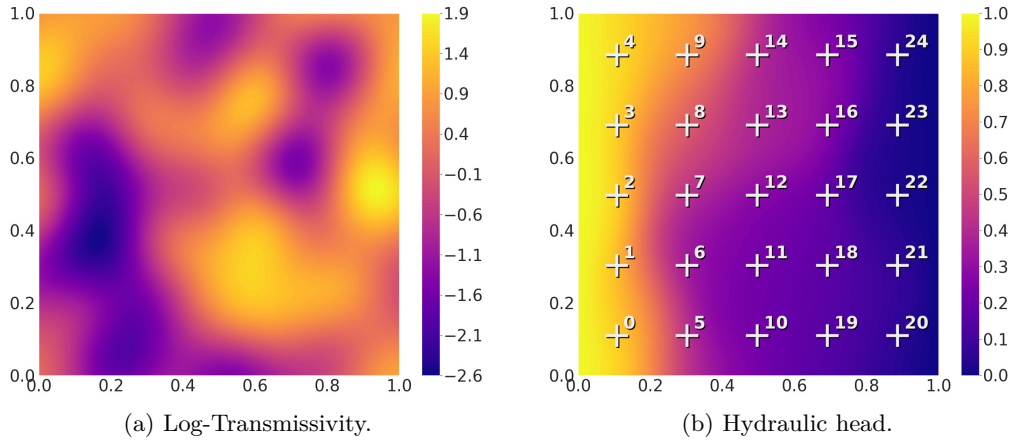 1.0 1.9 1.0 4 9 14 15 24 1.0
1.4 0.9
0.8 0.9 0.8 0.8
3 8 13 16 23 0.7
0.6 0.4 0.6 0.6
−0.1 2 7 12 17 22 0.5
0.4 −0.6 0.4 0.4
−1.1 1 6 11 18 21 0.3
0.2 −1.6 0.2 0.2
−2.1 0 5 10 19 20 0.1
0.0 −2.6 0.0 0.0
0.0 0.2 0.4 0.6 0.8 1.0 0.0 0.2 0.4 0.6 0.8 1.0
(a) Log-Transmissivity. (b) Hydraulic head.